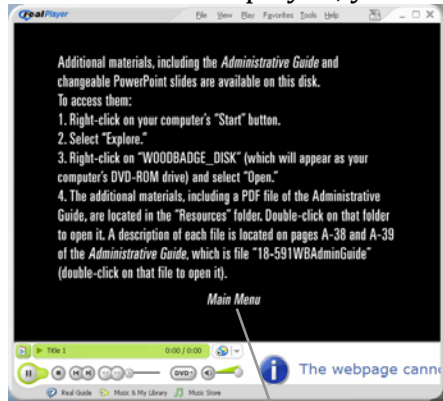 RealPlayer File View Play Favorites Tools Help
Additional materials, including the Administrative Guide and
changeable PowerPoint slides are available on this disk.
To access them:
1. Right-click on your computer's "Start" button.
2. Select "Explore."
3. Right-click on "WOODBADGE_DISK" (which will appear as your
computer's DVD-ROM drive) and select "Open."
4. The additional materials, including a PDF file of the Administrative
Guide, are located in the "Resources" folder. Double-click on that folder
to open it. A description of each file is located on pages A-38 and A-39
of the Administrative Guide, which is file "18-591WBAdminGuide"
(double-click on that file to open it).
Main Menu
Title 1 0:00 / 0:00
DVD
The webpage cann
Real Guide Music & My Library Music Store